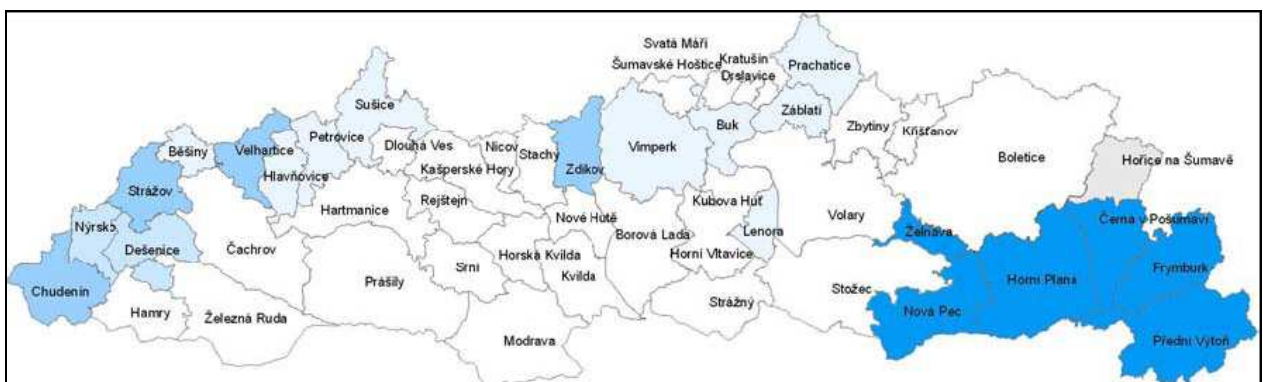 Svatá Máří
Šumavské Hoštice
Kratušín
Drslavice
Prachatice
Sušice
Záblatí
Petrovice
Buk
Zbytiny
Křišťanov
Běšiny
Velhartice
Dlouhá Ves
Nicov
Stachy
Vimperk
Boletice
Hořice na Šumavě
Kašperské Hory
Zdíkov
Hlavňovice
Strážov
Rejštejn
Kubova Huť
Hartmanice
Nové Hutě
Volary
Želnava
Černá v Pošumaví
Nýrsko
Dešenice
Čachrov
Borová Lada
Lenora
Horská Kvilda
Horní Vltavice
Srní
Frymburk
Kvilda
Prášily
Horní Planá
Chudenín
Stožec
Strážný
Hamry
Železná Ruda
Nová Pec
Modrava
Přední Výtoň